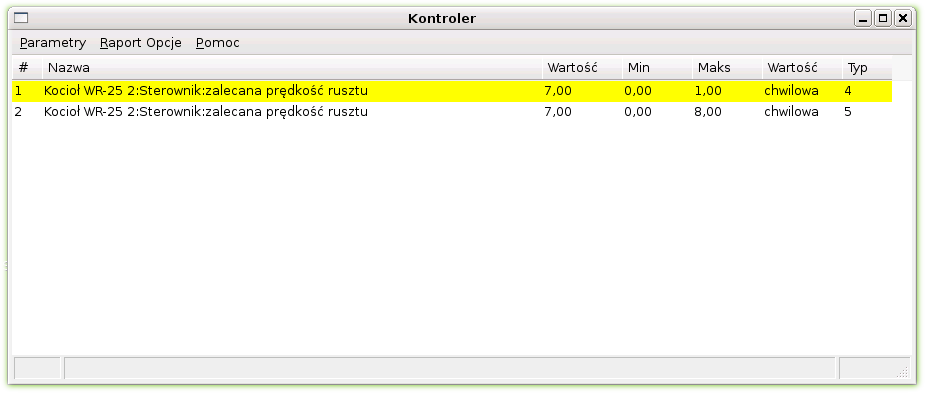 Kontroler
Parametry Raport Opcje Pomoc
# Nazwa Wartość Min Maks Wartość Typ
1 Kocioł WR-25 2:Sterownik:zalecana prędkość rusztu 7,00 0,00 1,00 chwilowa 4
2 Kocioł WR-25 2:Sterownik:zalecana prędkość rusztu 7,00 0,00 8,00 chwilowa 5